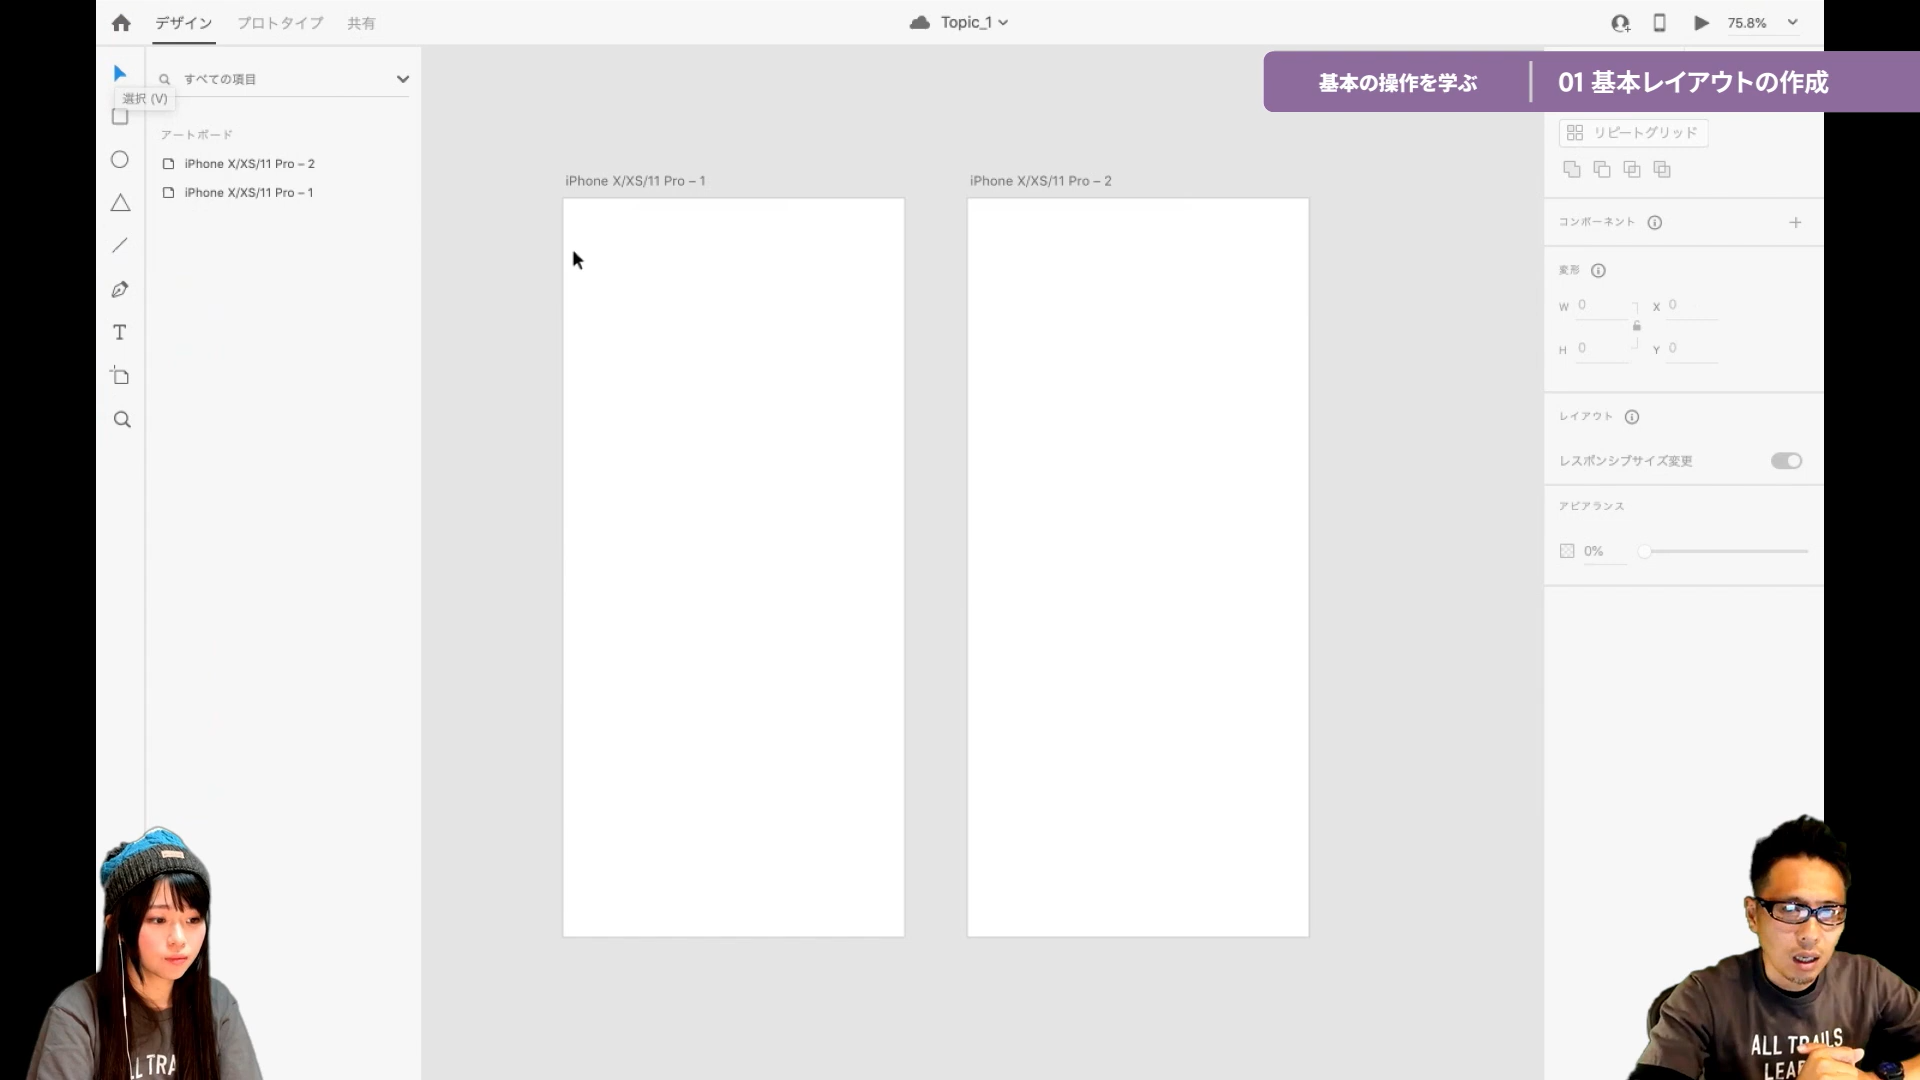 デザイン プロトタイプ 共有
Topic_1
75.8%
基本の操作を学ぶ
01 基本レイアウトの作成
すべての項目
選択 (V)
アートボード
iPhone X/XS/11 Pro – 2
iPhone X/XS/11 Pro – 1
T
iPhone X/XS/11 Pro – 1
iPhone X/XS/11 Pro – 2
リピートグリッド
コンポーネント
変形
W 0 X 0
H 0 Y 0
レイアウト
レスポンシブサイズ変更
アピアランス
0%
ALL TRAILS